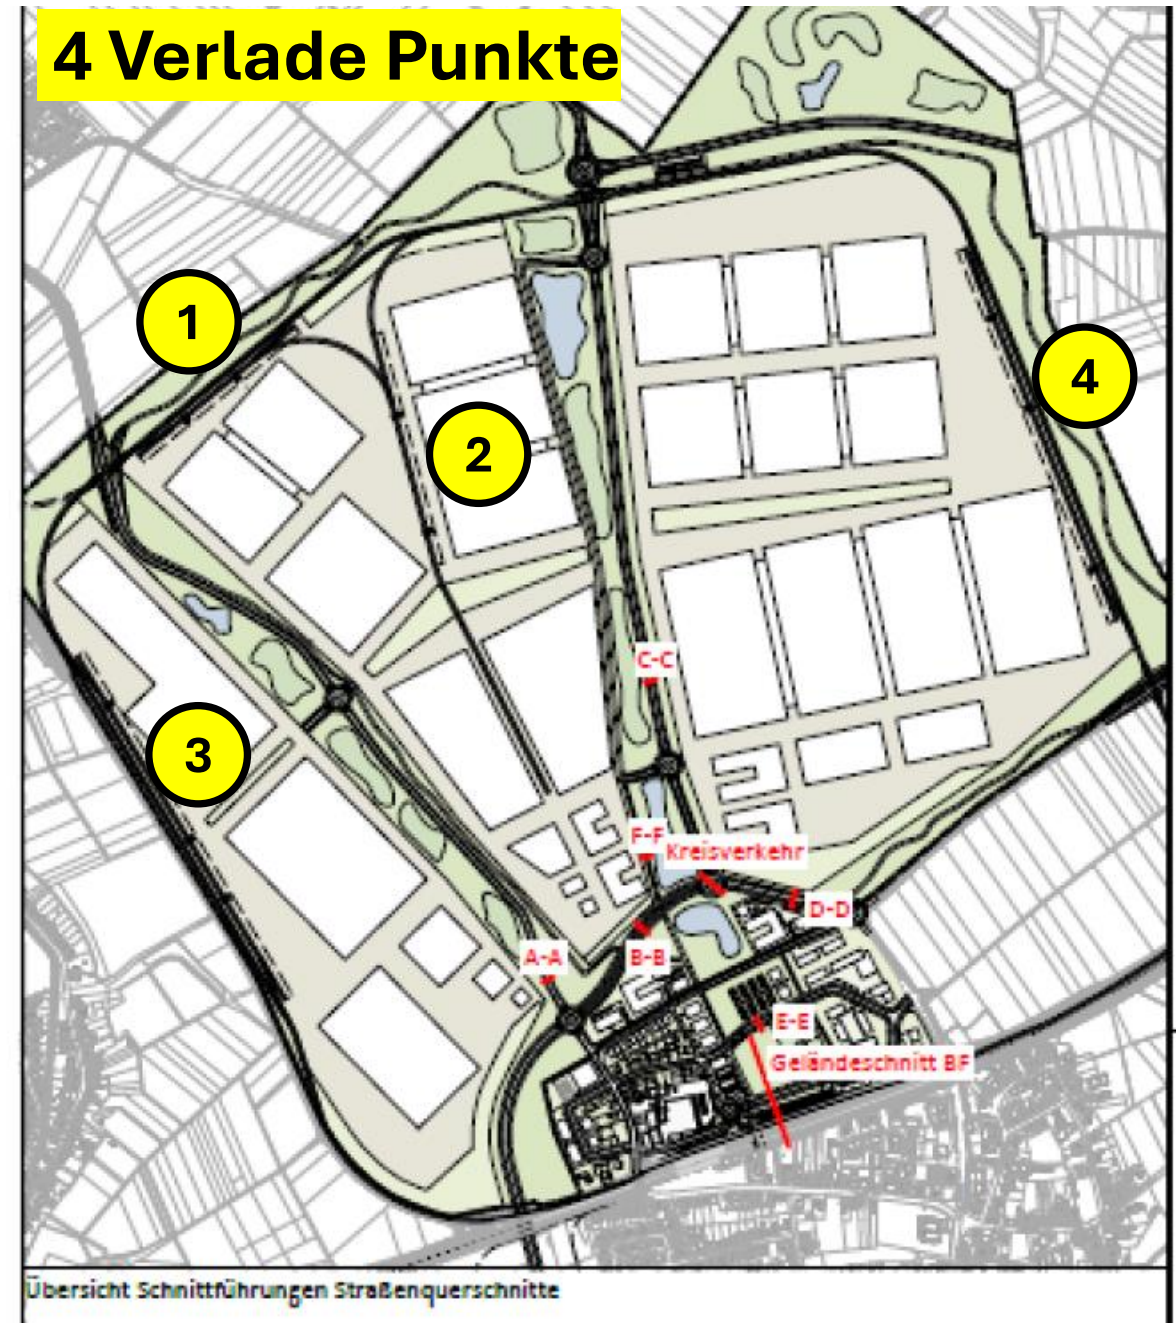 4 Verlade Punkte
1
4
2
C-C
3
F-F
Kreisverkehr
D-D
A-A
B-B
E-E
Geländeschnitt BF
Übersicht Schnittführungen Straßenquerschnitte